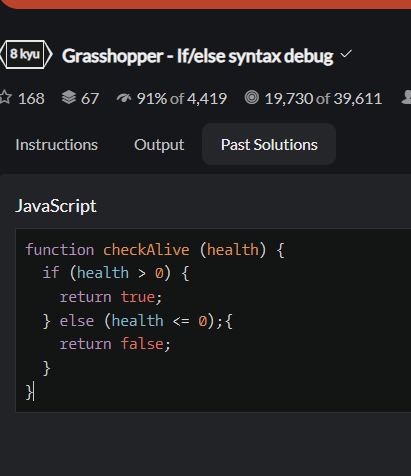 8 kyu Grasshopper - If/else syntax debug
168 67 91% of 4,419 19,730 of 39,611
Instructions Output Past Solutions
JavaScript
function checkAlive (health) {
  if (health > 0) {
    return true;
  } else (health <= 0);{
    return false;
  }
}